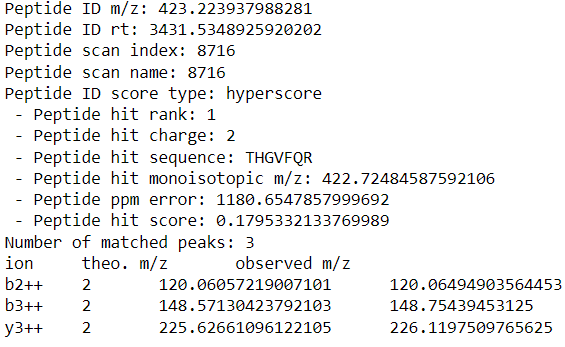 Peptide ID m/z: 423.223937988281
Peptide ID rt: 3431.5348925920202
Peptide scan index: 8716
Peptide scan name: 8716
Peptide ID score type: hyperscore
- Peptide hit rank: 1
- Peptide hit charge: 2
- Peptide hit sequence: THGVFQR
- Peptide hit monoisotopic m/z: 422.72484587592106
- Peptide ppm error: 1180.6547857999692
- Peptide hit score: 0.1795332133769989
Number of matched peaks: 3
ion theo. m/z observed m/z
b2++ 2 120.06057219007101 120.06494903564453
b3++ 2 148.57130423792103 148.75439453125
y3++ 2 225.62661096122105 226.1197509765625